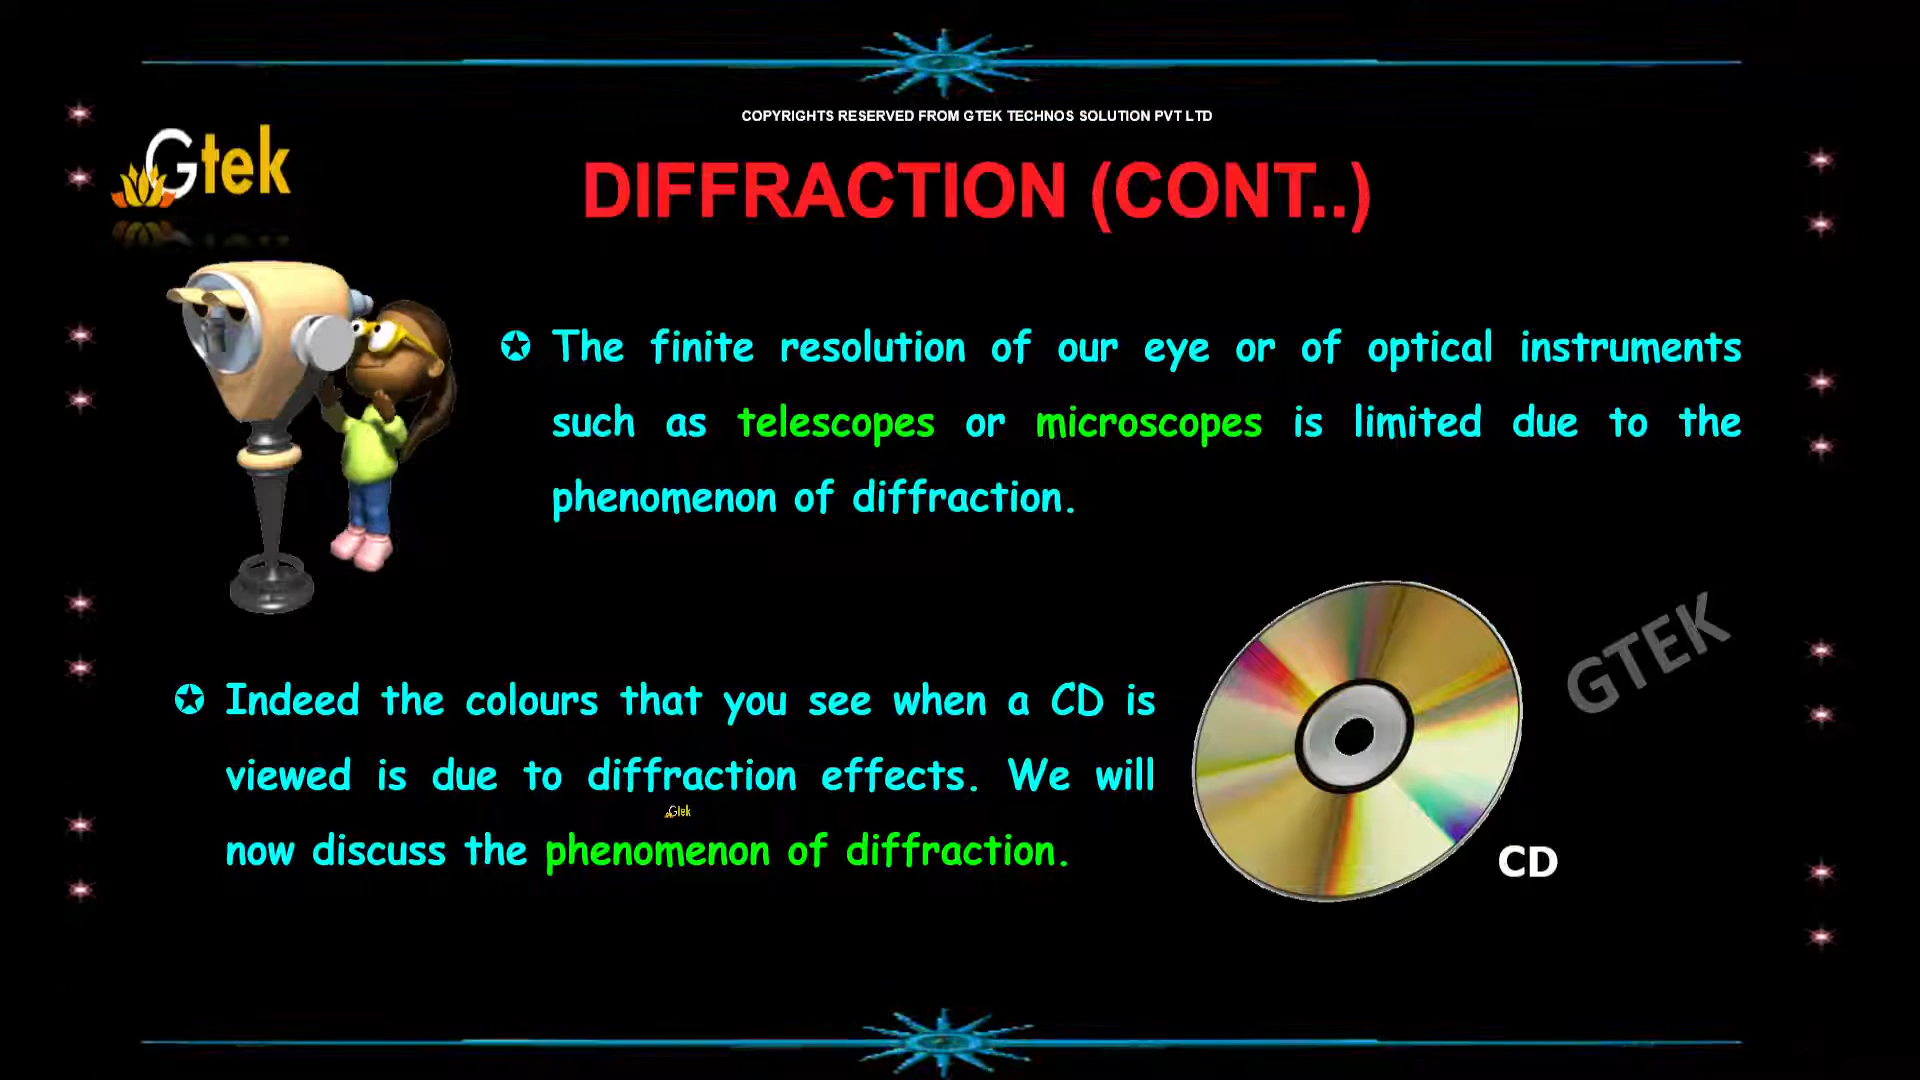 COPYRIGHTS RESERVED FROM GTEK TECHNOS SOLUTION PVT LTD
Gtek
DIFFRACTION (CONT..)
✪ The finite resolution of our eye or of optical instruments
such as telescopes or microscopes is limited due to the
phenomenon of diffraction.
GTEK
✪ Indeed the colours that you see when a CD is
viewed is due to diffraction effects. We will
Gtek
now discuss the phenomenon of diffraction.
CD